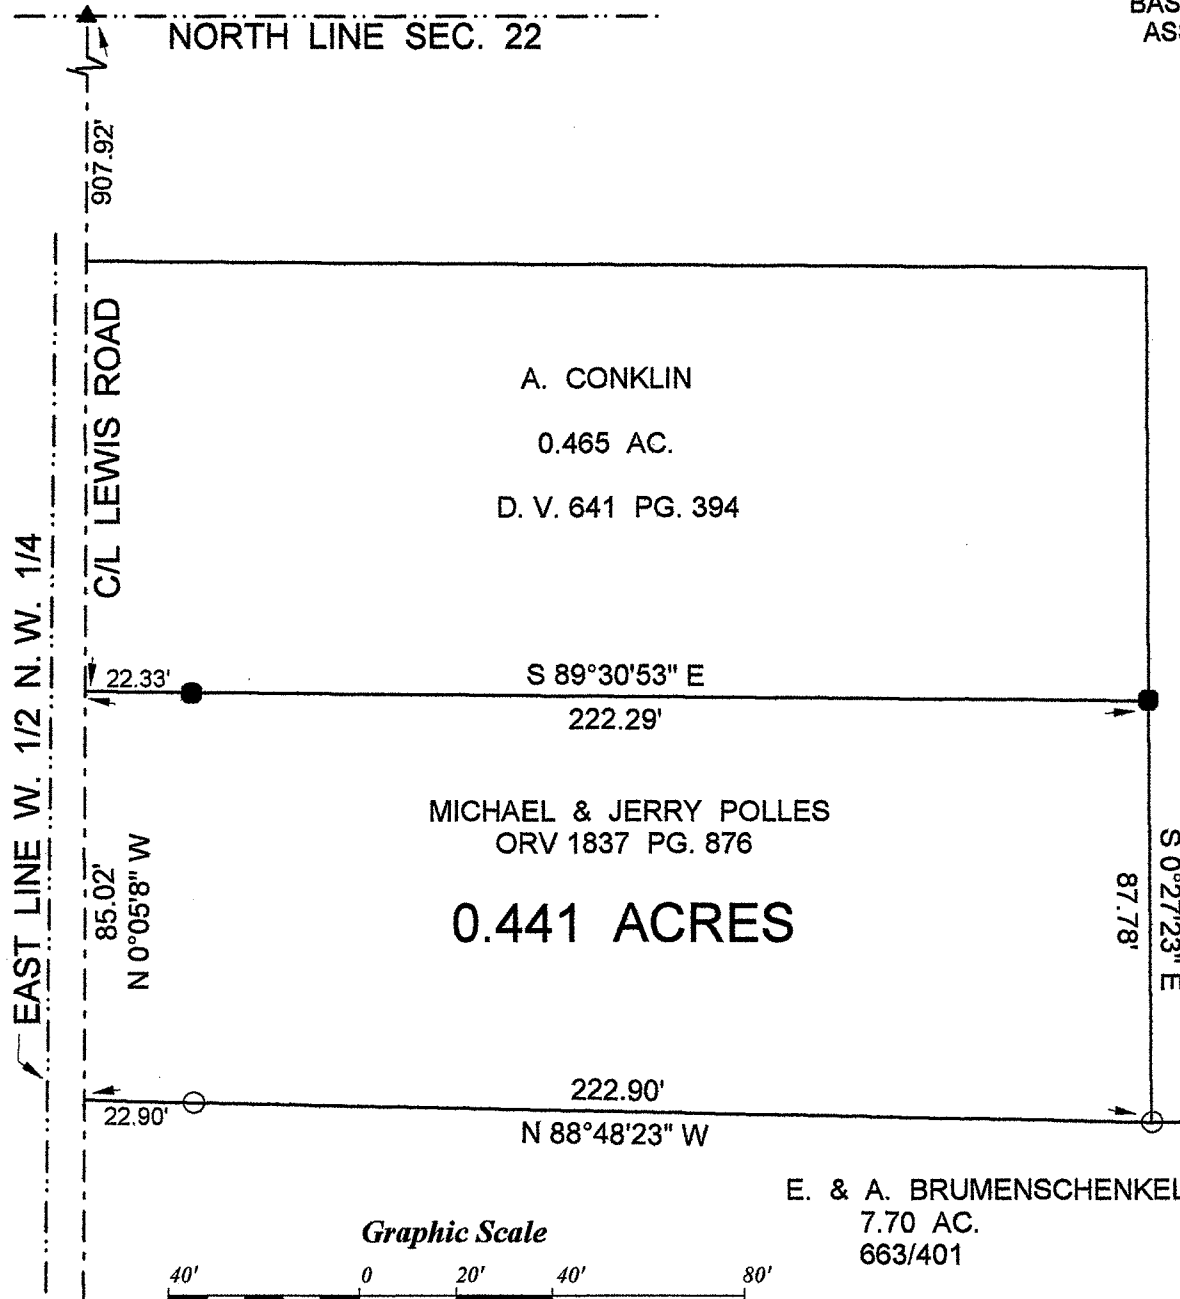 NORTH LINE SEC. 22
907.92'
C/L LEWIS ROAD
A. CONKLIN
0.465 AC.
D. V. 641 PG. 394
EAST LINE W. 1/2 N. W. 1/4
22.33'
S 89°30'53" E
222.29'
MICHAEL & JERRY POLLES
ORV 1837 PG. 876
0.441 ACRES
85.02'
N 0°05'8" W
87.78'
S 0°27'23" E
22.90'
222.90'
N 88°48'23" W
E. & A. BRUMENSCHENKEL
7.70 AC.
663/401
Graphic Scale
40' 0 20' 40' 80'